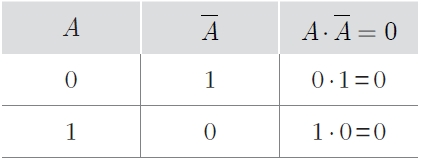 A A̅ A · A̅ = 0
0 1 0 · 1 = 0
1 0 1 · 0 = 0